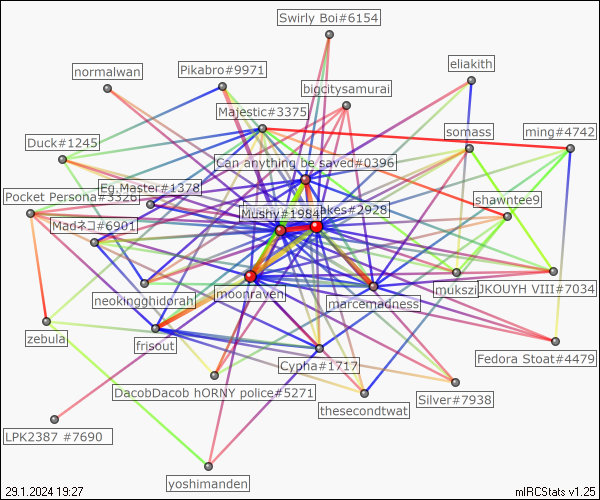 Swirly Boi#6154
normalwan
Pikabro#9971
eliakith
bigcitysamurai
Majestic#3375
somass
ming#4742
Duck#1245
Can anything be saved#0396
Eg.Master#1378
Pocket Persona#3326
shawntee9
Mushy#1984
akes#2928
Madネコ#6901
neokingghidorah
moonraven
marcemadness
mukszi
JKOUYH VIII#7034
zebula
frisout
Cypha#1717
Fedora Stoat#4479
DacobDacob hORNY police#5271
Silver#7938
thesecondtwat
LPK2387 #7690
yoshimanden
29.1.2024 19:27
mIRCStats v1.25